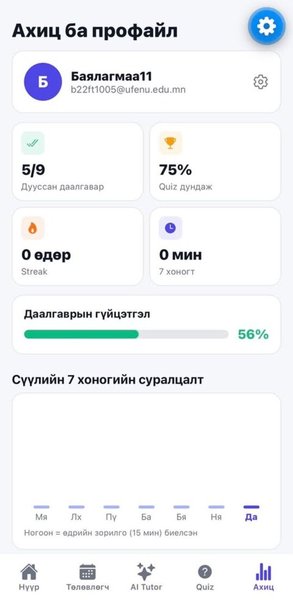 Ахиц ба профайл
Б
Баялагмаа11
b22ft1005@ufenu.edu.mn
5/9
Дууссан даалгавар
75%
Quiz дундаж
0 өдөр
Streak
0 мин
7 хоногт
Даалгаврын гүйцэтгэл
56%
Сүүлийн 7 хоногийн суралцалт
Мя Лх Пү Ба Бя Ня Да
Ногоон = өдрийн зорилго (15 мин) биелсэн
Нүүр Төлөвлөгч AI Tutor Quiz Ахиц